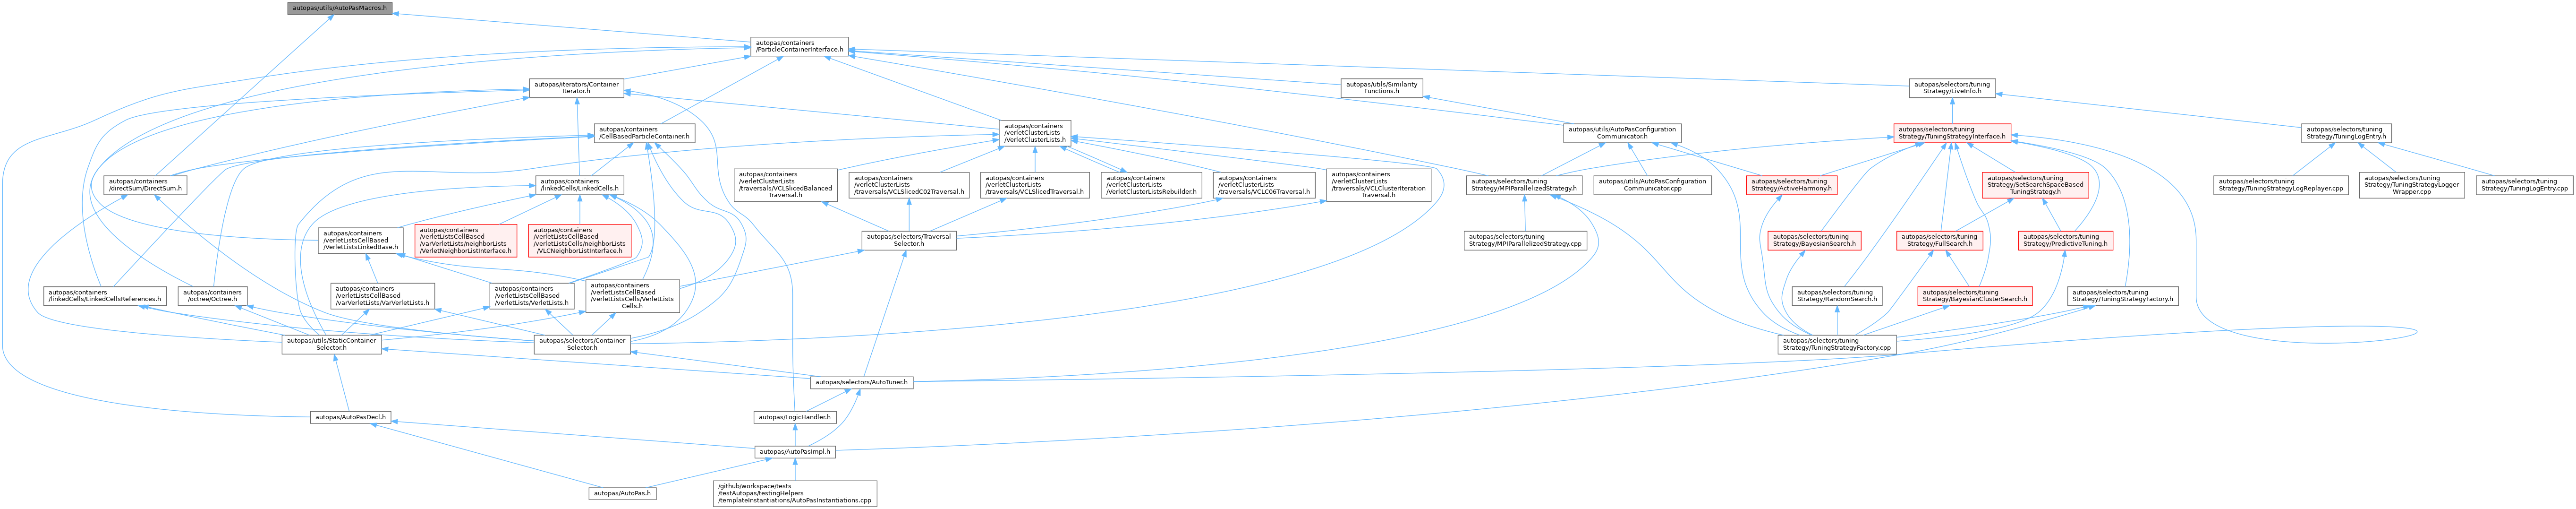 autopas/utils/AutoPasMacros.h
autopas/containers
/ParticleContainerInterface.h
autopas/iterators/Container
Iterator.h
autopas/utils/Similarity
Functions.h
autopas/selectors/tuning
Strategy/LiveInfo.h
autopas/containers
/CellBasedParticleContainer.h
autopas/containers
/verletClusterLists
/VerletClusterLists.h
autopas/utils/AutoPasConfiguration
Communicator.h
autopas/selectors/tuning
Strategy/TuningStrategyInterface.h
autopas/selectors/tuning
Strategy/TuningLogEntry.h
autopas/containers
/directSum/DirectSum.h
autopas/containers
/linkedCells/LinkedCells.h
autopas/containers
/verletClusterLists
/traversals/VCLSlicedBalanced
Traversal.h
autopas/containers
/verletClusterLists
/traversals/VCLSlicedC02Traversal.h
autopas/containers
/verletClusterLists
/traversals/VCLSlicedTraversal.h
autopas/containers
/verletClusterLists
/VerletClusterListsRebuilder.h
autopas/containers
/verletClusterLists
/traversals/VCLC06Traversal.h
autopas/containers
/verletClusterLists
/traversals/VCLClusterIteration
Traversal.h
autopas/selectors/tuning
Strategy/MPIParallelizedStrategy.h
autopas/utils/AutoPasConfiguration
Communicator.cpp
autopas/selectors/tuning
Strategy/ActiveHarmony.h
autopas/selectors/tuning
Strategy/SetSearchSpaceBased
TuningStrategy.h
autopas/selectors/tuning
Strategy/TuningStrategyLogReplayer.cpp
autopas/selectors/tuning
Strategy/TuningStrategyLogger
Wrapper.cpp
autopas/selectors/tuning
Strategy/TuningLogEntry.cpp
autopas/containers
/verletListsCellBased
/VerletListsLinkedBase.h
autopas/containers
/verletListsCellBased
/varVerletLists/neighborLists
/VerletNeighborListInterface.h
autopas/containers
/verletListsCellBased
/verletListsCells/neighborLists
/VLCNeighborListInterface.h
autopas/selectors/Traversal
Selector.h
autopas/selectors/tuning
Strategy/MPIParallelizedStrategy.cpp
autopas/selectors/tuning
Strategy/BayesianSearch.h
autopas/selectors/tuning
Strategy/FullSearch.h
autopas/selectors/tuning
Strategy/PredictiveTuning.h
autopas/containers
/linkedCells/LinkedCellsReferences.h
autopas/containers
/octree/Octree.h
autopas/containers
/verletListsCellBased
/varVerletLists/VarVerletLists.h
autopas/containers
/verletListsCellBased
/verletLists/VerletLists.h
autopas/containers
/verletListsCellBased
/verletListsCells/VerletLists
Cells.h
autopas/selectors/tuning
Strategy/RandomSearch.h
autopas/selectors/tuning
Strategy/BayesianClusterSearch.h
autopas/selectors/tuning
Strategy/TuningStrategyFactory.h
autopas/utils/StaticContainer
Selector.h
autopas/selectors/Container
Selector.h
autopas/selectors/tuning
Strategy/TuningStrategyFactory.cpp
autopas/selectors/AutoTuner.h
autopas/AutoPasDecl.h
autopas/LogicHandler.h
autopas/AutoPasImpl.h
autopas/AutoPas.h
/github/workspace/tests
/testAutopas/testingHelpers
/templateInstantiations/AutoPasInstantiations.cpp